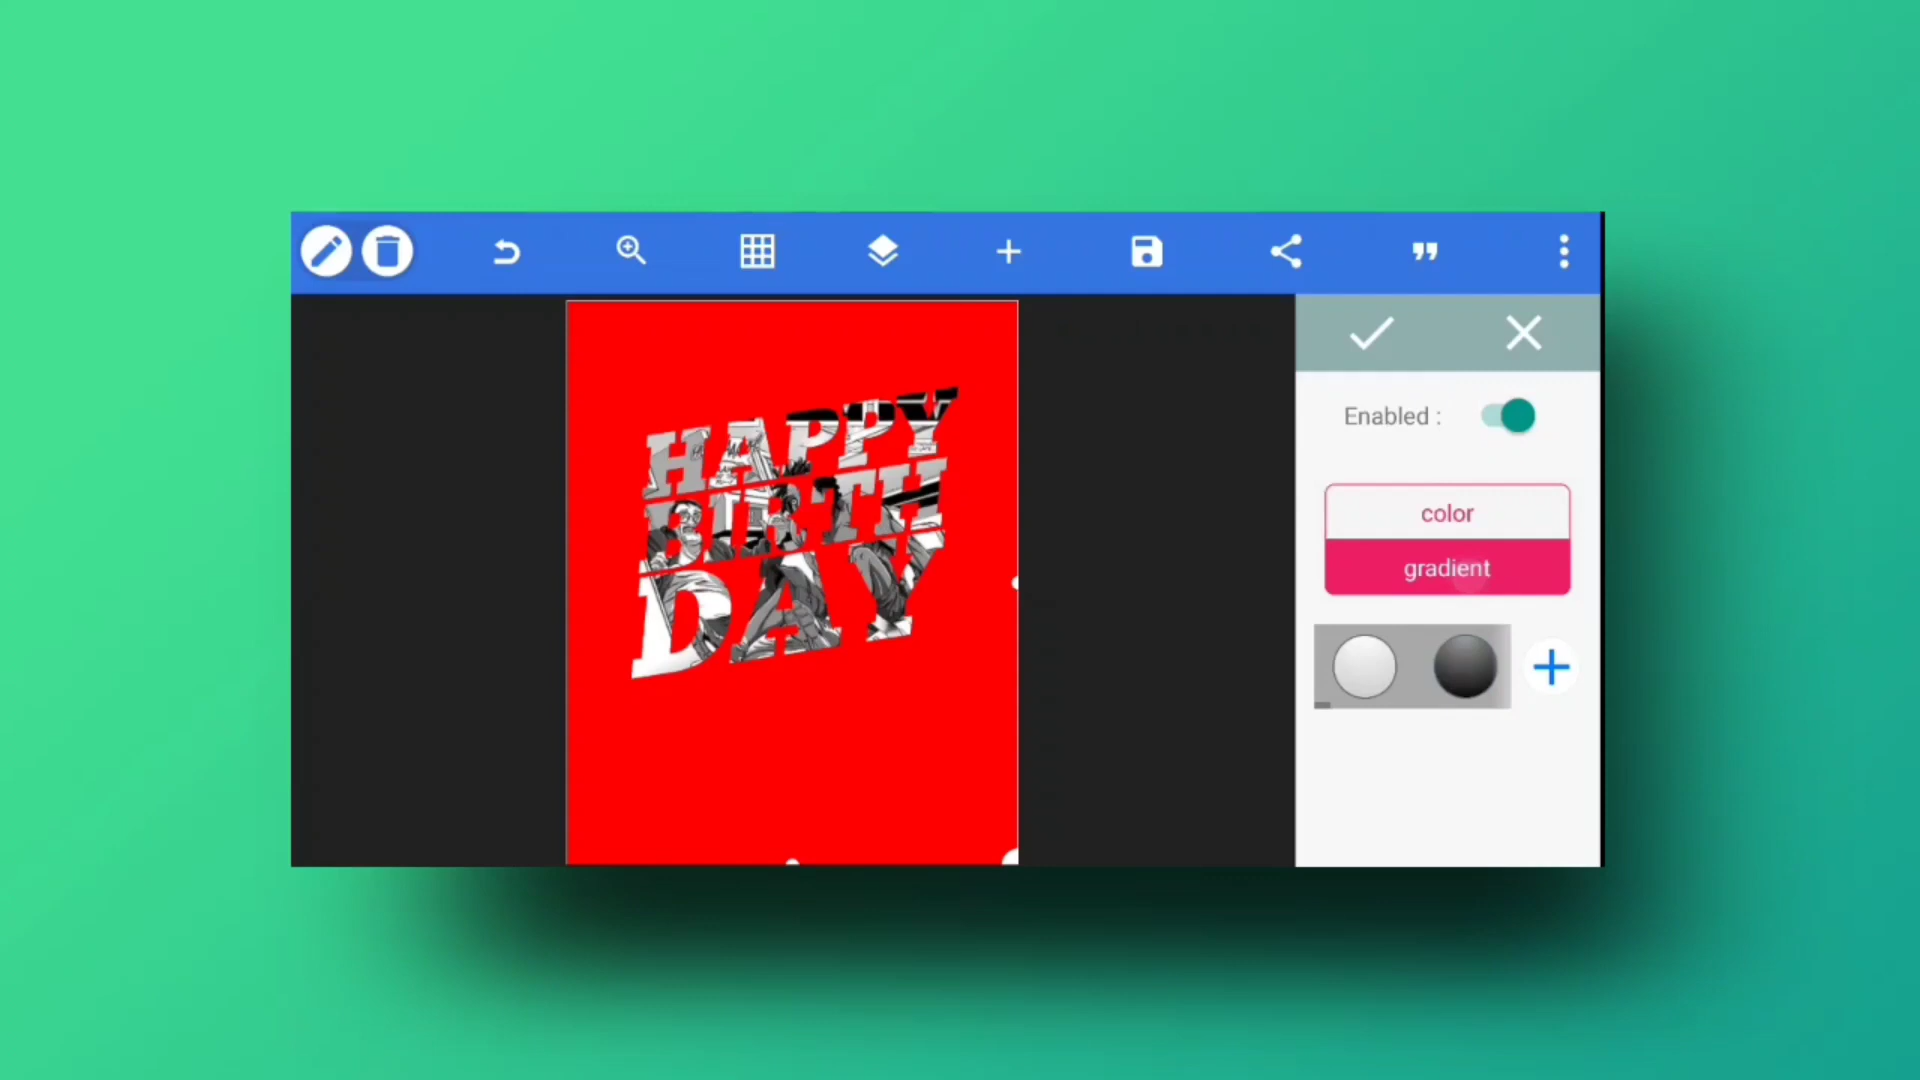 HAPPY
BIRTH
DAY
Enabled :
color
gradient